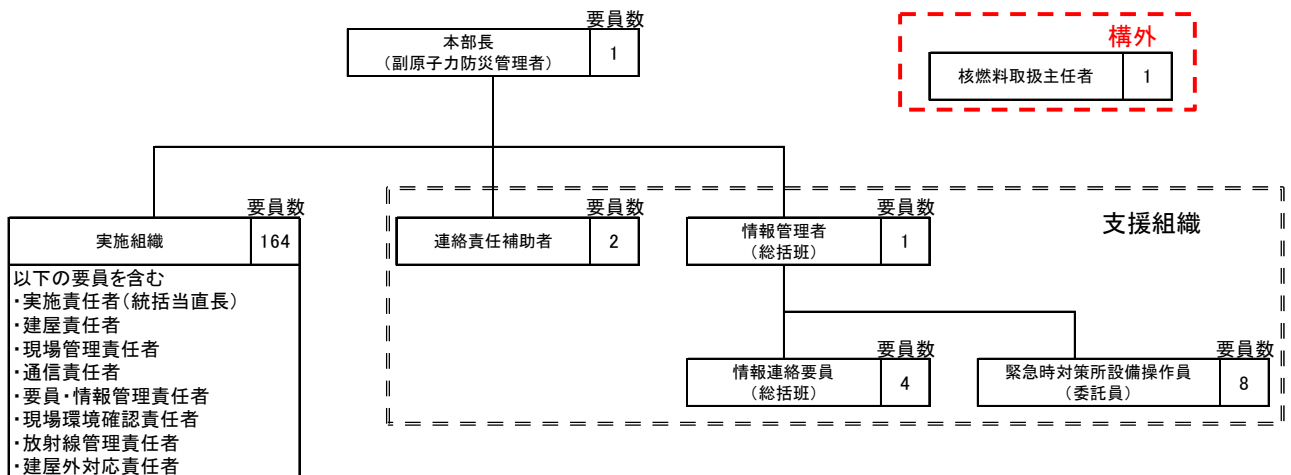 要員数
本部長
(副原子力防災管理者)
1
構外
核燃料取扱主任者
1
要員数
実施組織
164
以下の要員を含む
・実施責任者(統括当直長)
・建屋責任者
・現場管理責任者
・通信責任者
・要員・情報管理責任者
・現場環境確認責任者
・放射線管理責任者
・建屋外対応責任者
要員数
連絡責任補助者
2
要員数
情報管理者
(総括班)
1
支援組織
要員数
情報連絡要員
(総括班)
4
要員数
緊急時対策所設備操作員
(委託員)
8